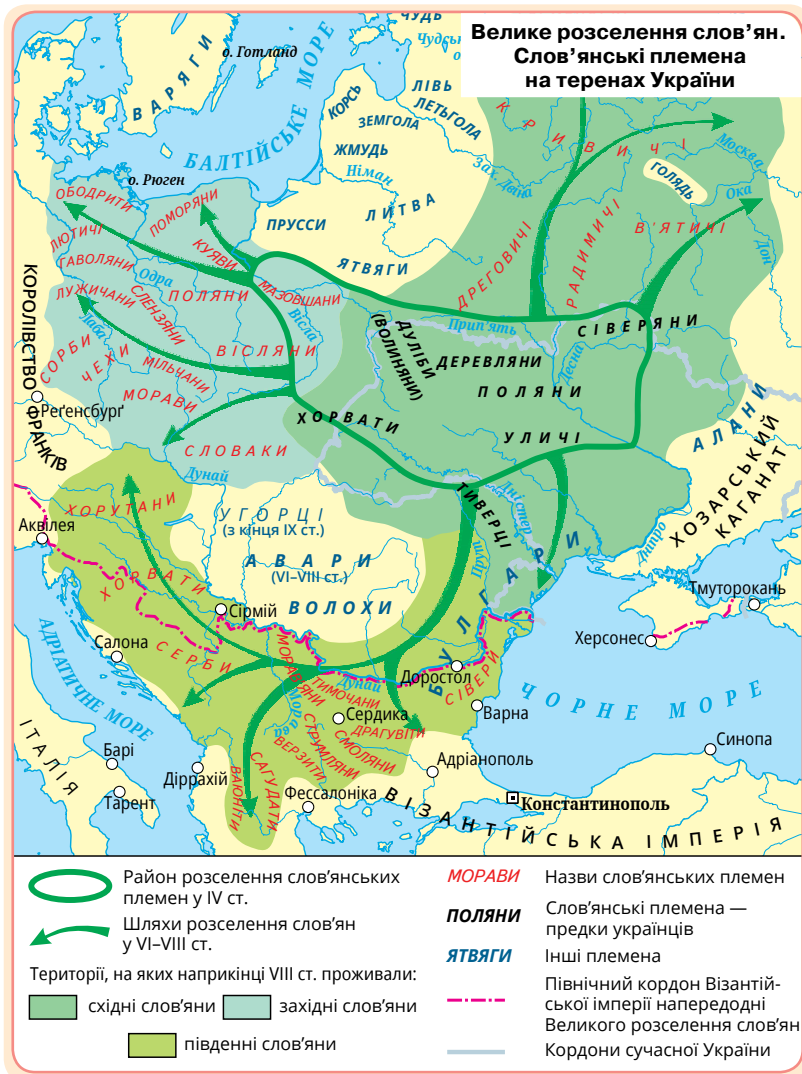 Велике розселення слов’ян.
Слов’янські племена
на теренах України
ЧУДЬ
Чудськ
о
о. Готланд
ВАРЯГИ
БАЛТІЙСЬКЕ МОРЕ
КОРСЬ
ЛІВЬ
ЛЕТЬГОЛА
ЗЕМГОЛА
ЖМУДЬ
Німан
Зах. Двіна
КРИВИЧІ
Москва
ГОЛЯДЬ
Ока
о. Рюген
ОБОДРИТИ
ПОМОРЯНИ
ПРУССИ
ЛИТВА
ЯТВЯГИ
ДРЕГОВИЧІ
РАДИМИЧІ
В'ЯТИЧІ
Дон
ЛЮТИЧІ
ГАВОЛЯНИ
КУЯВИ
Одра
ПОЛЯНИ
МАЗОВШАНИ
ЛУЖИЧАНИ
СЛЕНЗЯНИ
Вісла
Лаба
ВІСЛЯНИ
СОРБИ
ЧЕХИ
МІЛЬЧАНИ
МОРАВИ
СЛОВАКИ
КОРОЛІВСТВО ФРАНКІВ
Реґенсбурґ
Дунай
Прип'ять
СІВЕРЯНИ
ДУЛІБИ
(ВОЛИНЯНИ)
ДЕРЕВЛЯНИ
Десна
ПОЛЯНИ
ХОРВАТИ
УЛИЧІ
ТИВЕРЦІ
Дністер
Прут
Дніпро
АЛАНИ
ХОЗАРСЬКИЙ
КАГАНАТ
УГОРЦІ
(з кінця ІХ ст.)
АВАРИ
(VI–VIII ст.)
ВОЛОХИ
БУЛГАРИ
ХОРУТАНИ
Аквілея
ХОРВАТИ
Сірмій
СЕРБИ
Салона
АДРІАТИЧНЕ МОРЕ
МОРАВ'ЯНИ
Морава
ТИМОЧАНИ
Дунай
Доростол
СІВЕРИ
Варна
Сердика
ДРАГУВІТИ
СМОЛЯНИ
СТРУМЛЯНИ
ВЕРЗИТИ
САГУДАТИ
ВАЮНІТИ
Тмуторокань
Херсонес
ЧОРНЕ МОРЕ
Синопа
ІТАЛІЯ
Барі
Тарент
Діррахій
Фессалоніка
Адріанополь
Константинополь
ВІЗАНТІЙСЬКА ІМПЕРІЯ
Район розселення слов’янських
племен у IV ст.
Шляхи розселення слов’ян
у VI–VIII ст.
Території, на яких наприкінці VIII ст. проживали:
східні слов’яни
західні слов’яни
південні слов’яни
МОРАВИ
Назви слов’янських племен
ПОЛЯНИ
Слов’янські племена —
предки українців
ЯТВЯГИ
Інші племена
Північний кордон Візантій-
ської імперії напередодні
Великого розселення слов’ян
Кордони сучасної України